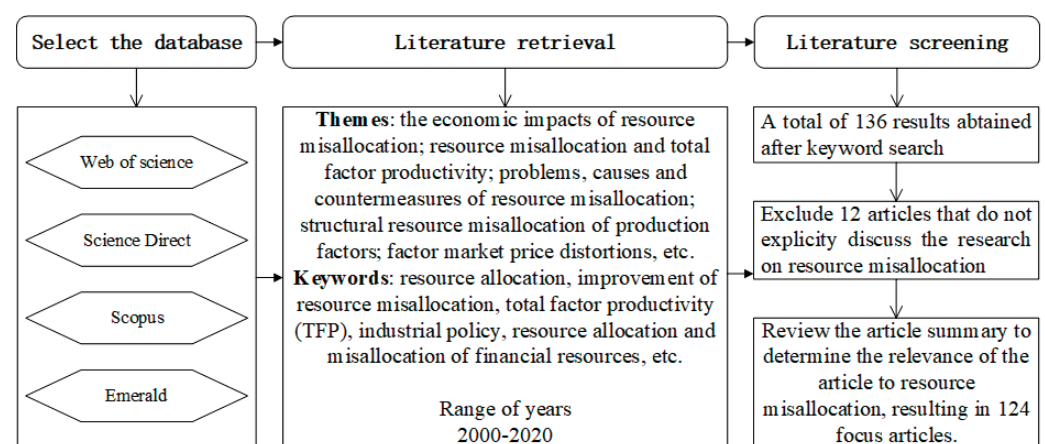 Select the database
Literature retrieval
Literature screening
Web of science
Science Direct
Scopus
Emerald
Themes: the economic impacts of resource
misallocation; resource misallocation and total
factor productivity; problems, causes and
countermeasures of resource misallocation;
structural resource misallocation of production
factors; factor market price distortions, etc.
Keywords: resource allocation, improvement of
resource misallocation, total factor productivity
(TFP), industrial policy, resource allocation and
misallocation of financial resources, etc.
Range of years
2000-2020
A total of 136 results abtained
after keyword search
Exclude 12 articles that do not
explicity discuss the research
on resource misallocation
Review the article summary to
determine the relevance of the
article to resource
misallocation, resulting in 124
focus articles.